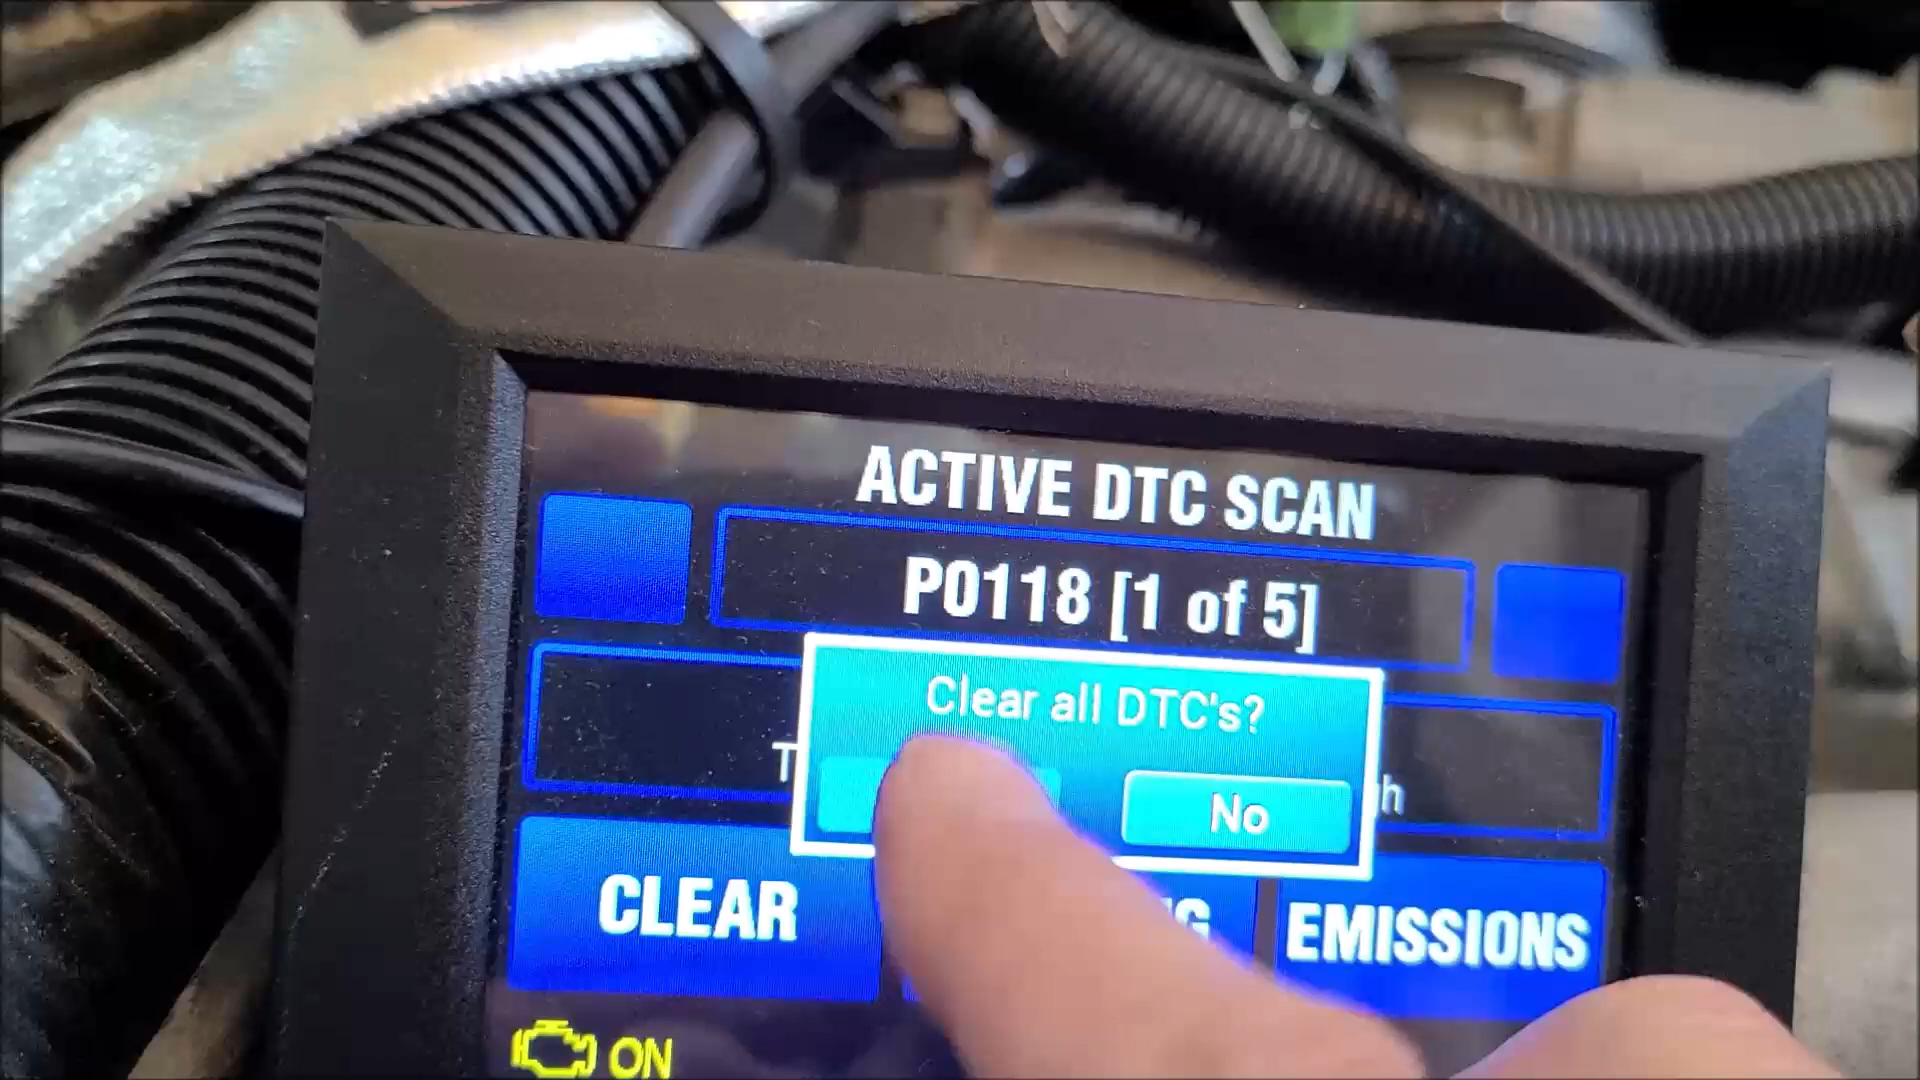 ACTIVE DTC SCAN
P0118 [1 of 5]
Clear all DTC's?
No
CLEAR
EMISSIONS
ON